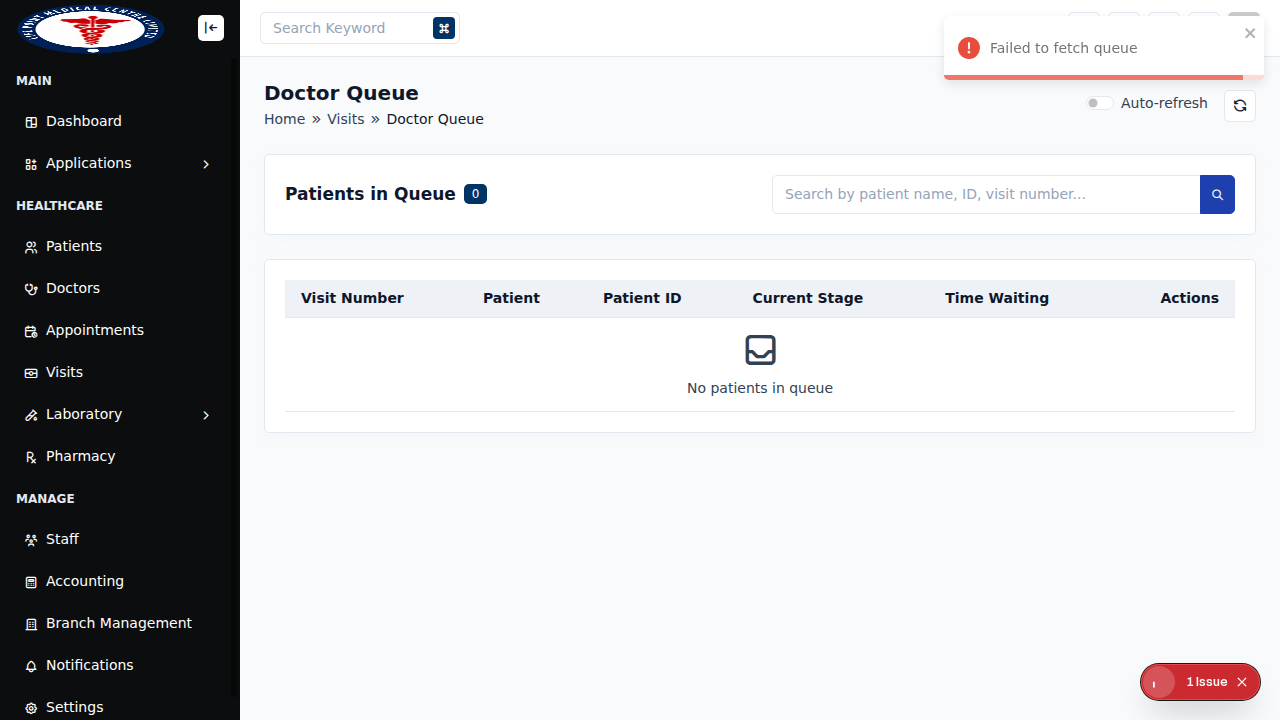 MEDICAL CENTRE
Search Keyword
⌘
Failed to fetch queue
MAIN
Dashboard
Applications
HEALTHCARE
Patients
Doctors
Appointments
Visits
Laboratory
Pharmacy
MANAGE
Staff
Accounting
Branch Management
Notifications
Settings
Doctor Queue
Home » Visits » Doctor Queue
Auto-refresh
Patients in Queue 0
Search by patient name, ID, visit number...
Visit Number Patient Patient ID Current Stage Time Waiting Actions
No patients in queue
1 Issue